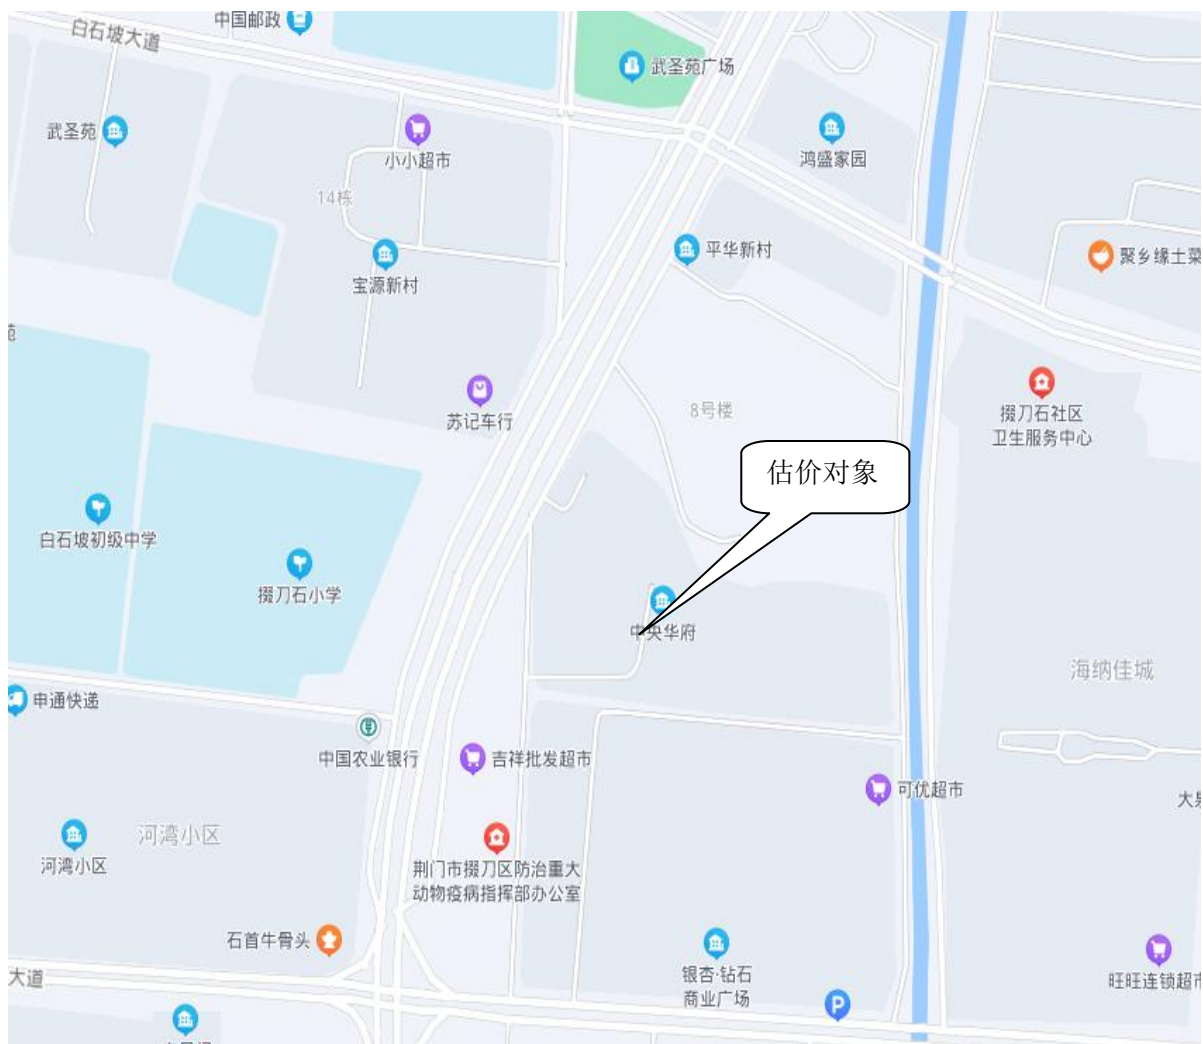 中国邮政
白石坡大道
武圣苑广场
武圣苑
小小超市
鸿盛家园
14栋
平华新村
聚乡缘土菜
宝源新村
苑
苏记车行
8号楼
掇刀石社区
卫生服务中心
估价对象
白石坡初级中学
掇刀石小学
中央华府
海纳佳城
申通快递
中国农业银行
吉祥批发超市
可优超市
河湾小区
河湾小区
荆门市掇刀区防治重大
动物疫病指挥部办公室
石首牛骨头
银杏·钻石
商业广场
P
大道
旺旺连锁超市